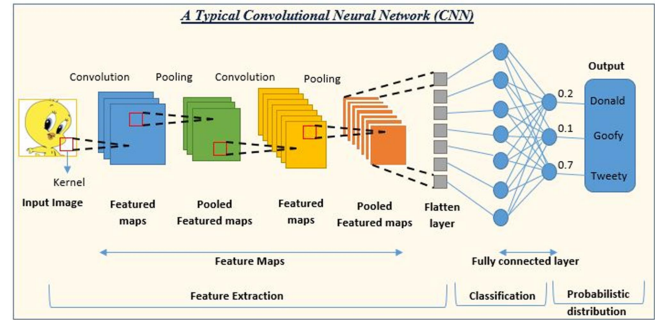 A Typical Convolutional Neural Network (CNN)
Convolution
Pooling
Convolution
Pooling
Output
0.2
Donald
0.1
Goofy
0.7
Tweety
Kernel
Input Image
Featured
maps
Pooled
Featured maps
Featured
maps
Pooled
Featured maps
Flatten
layer
Feature Maps
Fully connected layer
Feature Extraction
Classification
Probabilistic
distribution